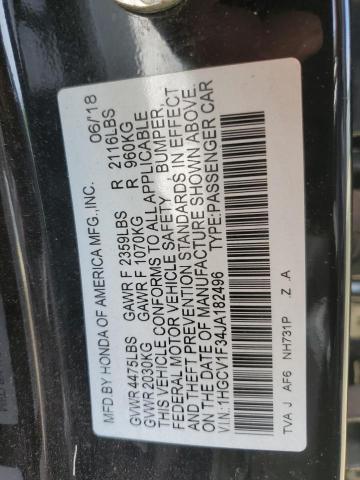 MFD BY HONDA OF AMERICA MFG.,INC. 06/18
GVWR 4475LBS GAWR F 2359LBS R 2116LBS
GVWR 2030KG GAWR F 1070KG R 960KG
THIS VEHICLE CONFORMS TO ALL APPLICABLE
FEDERAL MOTOR VEHICLE SAFETY BUMPER,
AND THEFT PREVENTION STANDARDS IN EFFECT
ON THE DATE OF MANUFACTURE SHOWN ABOVE.
V.I.N:1HGCV1F34JA182496 TYPE:PASSENGER CAR
TVA J AF6 NH731P .Z .A